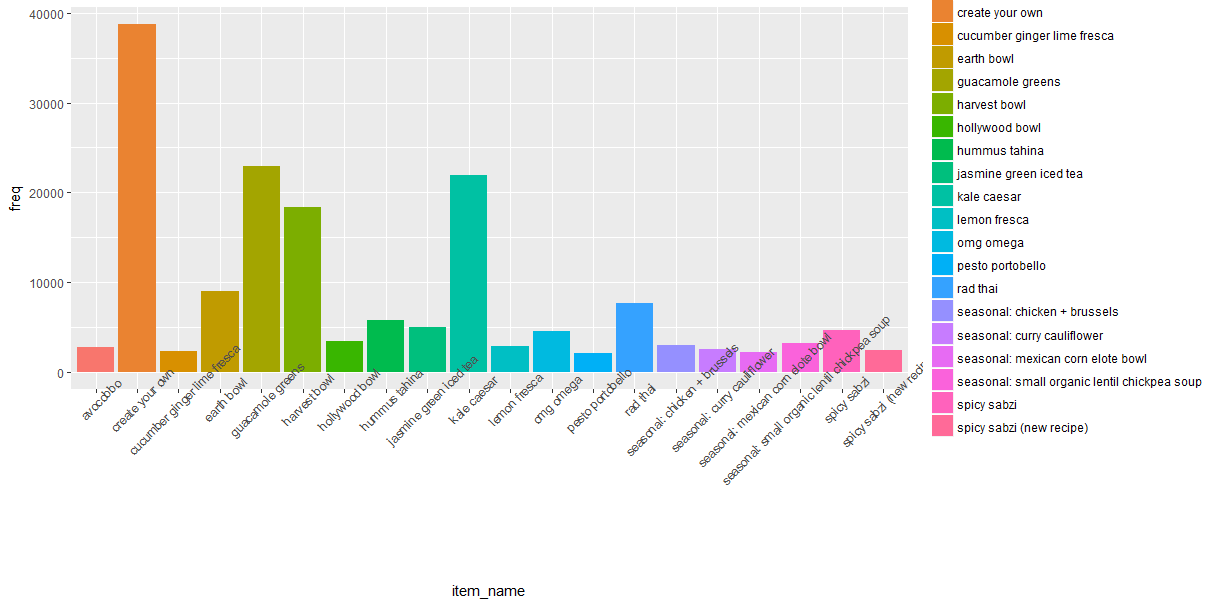 40000
30000
20000
10000
0
freq
avocobbo
create your own
cucumber ginger lime fresca
earth bowl
guacamole greens
harvest bowl
hollywood bowl
hummus tahina
jasmine green iced tea
kale caesar
lemon fresca
omg omega
pesto portobello
rad thai
seasonal: chicken + brussels
seasonal: curry cauliflower
seasonal: mexican corn elote bowl
seasonal: small organic lentil chickpea soup
spicy sabzi
spicy sabzi (new
item_name
create your own
cucumber ginger lime fresca
earth bowl
guacamole greens
harvest bowl
hollywood bowl
hummus tahina
jasmine green iced tea
kale caesar
lemon fresca
omg omega
pesto portobello
rad thai
seasonal: chicken + brussels
seasonal: curry cauliflower
seasonal: mexican corn elote bowl
seasonal: small organic lentil chickpea soup
spicy sabzi
spicy sabzi (new recipe)